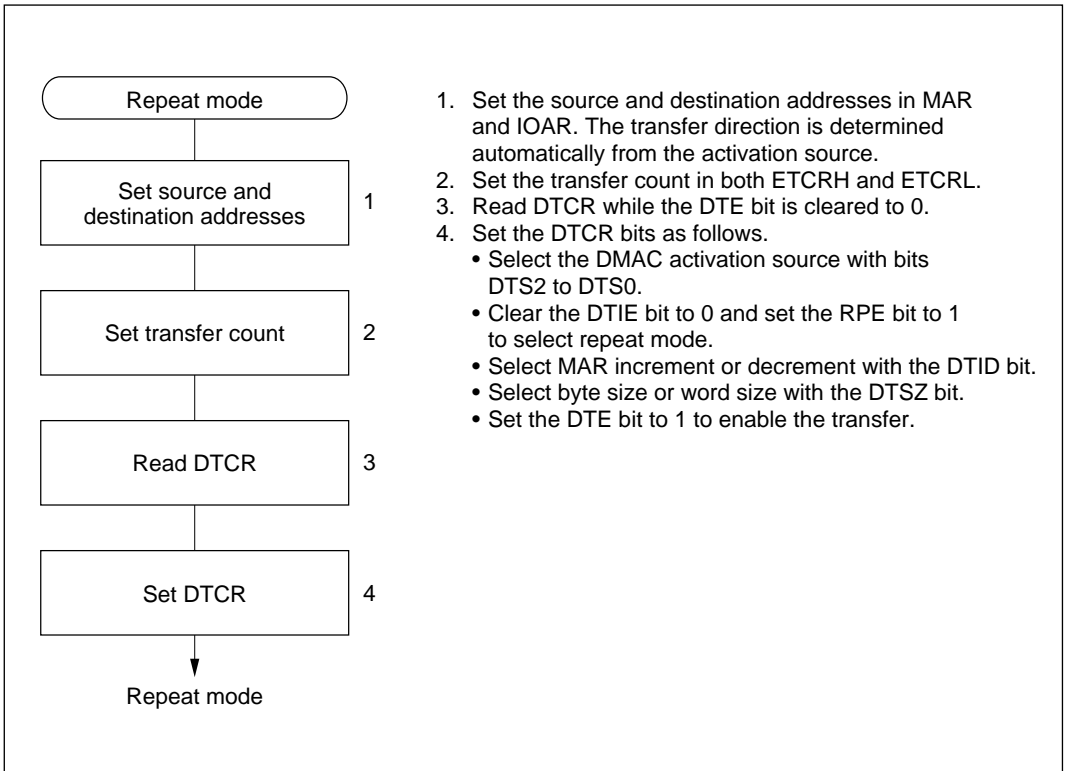 Repeat mode
Set source and
destination addresses
1
Set transfer count
2
Read DTCR
3
Set DTCR
4
Repeat mode
1. Set the source and destination addresses in MAR
and IOAR. The transfer direction is determined
automatically from the activation source.
2. Set the transfer count in both ETCRH and ETCRL.
3. Read DTCR while the DTE bit is cleared to 0.
4. Set the DTCR bits as follows.
• Select the DMAC activation source with bits
DTS2 to DTS0.
• Clear the DTIE bit to 0 and set the RPE bit to 1
to select repeat mode.
• Select MAR increment or decrement with the DTID bit.
• Select byte size or word size with the DTSZ bit.
• Set the DTE bit to 1 to enable the transfer.